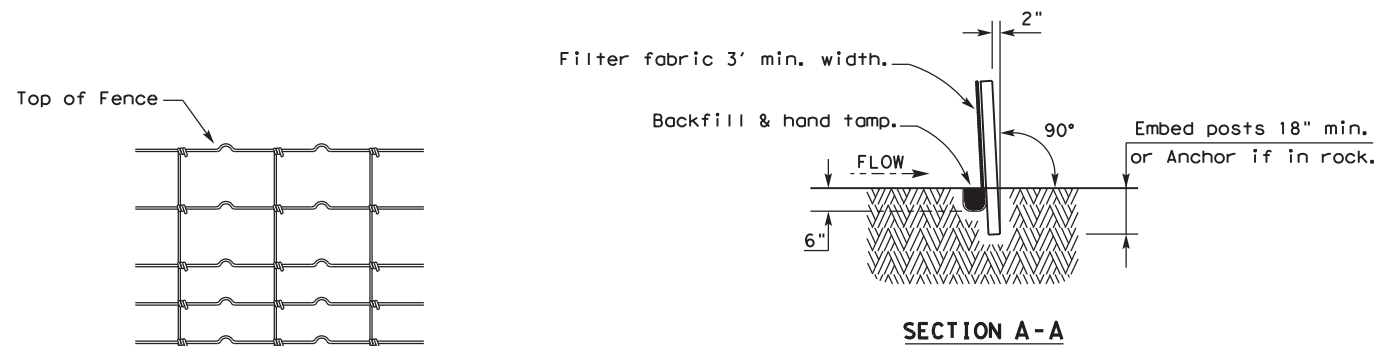 Top of Fence
2"
Filter fabric 3' min. width.
Backfill & hand tamp.
90°
Embed posts 18" min.
or Anchor if in rock.
FLOW
6"
SECTION A-A